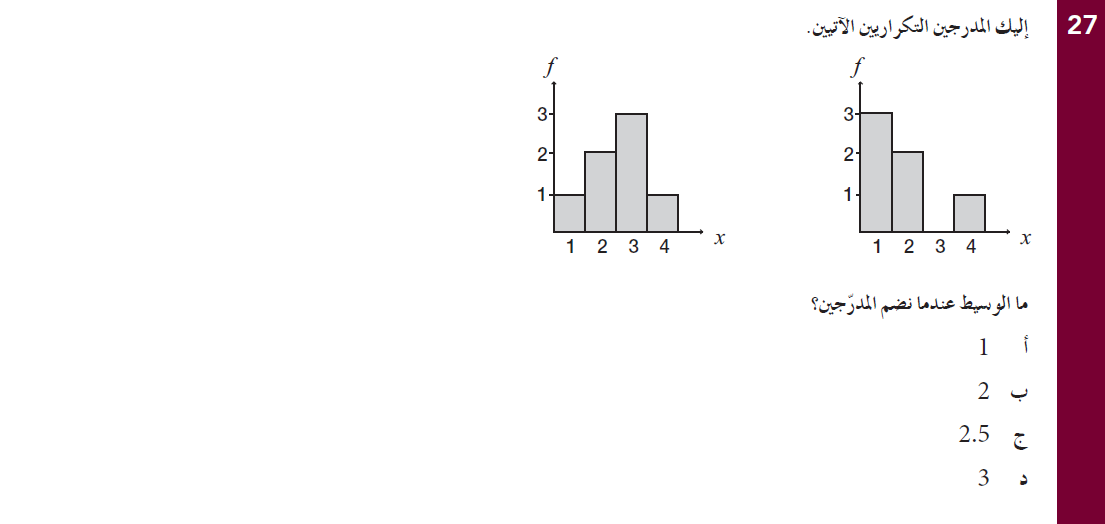 27
إليك المدرجين التكراريين الآتيين.
f
3
2
1
1 2 3 4 x
f
3
2
1
1 2 3 4 x
ما الوسيط عندما نضم المدرّجين؟
أ 1
ب 2
ج 2.5
د 3